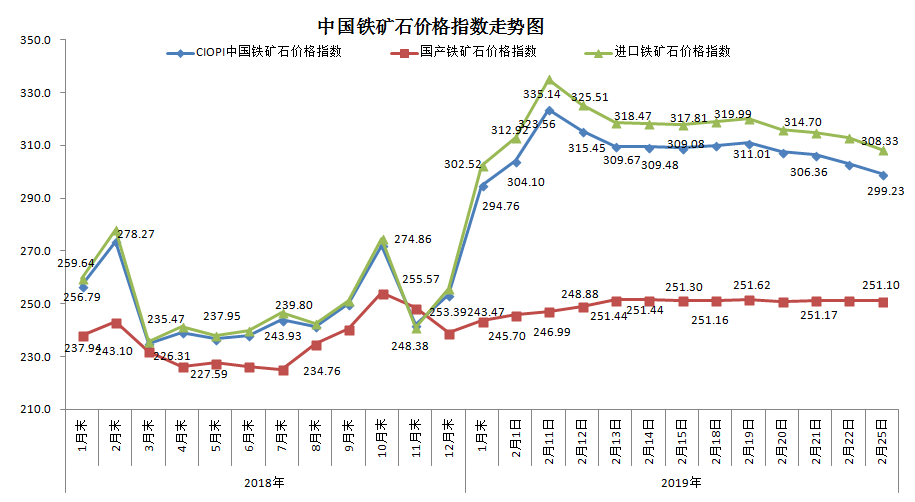 中国铁矿石价格指数走势图
CIOPI中国铁矿石价格指数 国产铁矿石价格指数 进口铁矿石价格指数
350.0
330.0
310.0
290.0
270.0
250.0
230.0
210.0
335.14 325.51 318.47 317.81 319.99 314.70 308.33
302.52 312.92 323.56 315.45 309.67 309.48 309.08 311.01 306.36 299.23
294.76 304.10
259.64 278.27 235.47 237.95 239.80 274.86 255.57
256.79 243.93 253.39
237.94 243.10 226.31 227.59 234.76 248.38 243.47 245.70 246.99 248.88 251.44 251.44 251.30 251.16 251.62 251.17 251.10
1月末 2月末 3月末 4月末 5月末 6月末 7月末 8月末 9月末 10月末 11月末 12月末 1月末 2月1日 2月11日 2月12日 2月13日 2月14日 2月15日 2月18日 2月19日 2月20日 2月21日 2月22日 2月25日
2018年 2019年